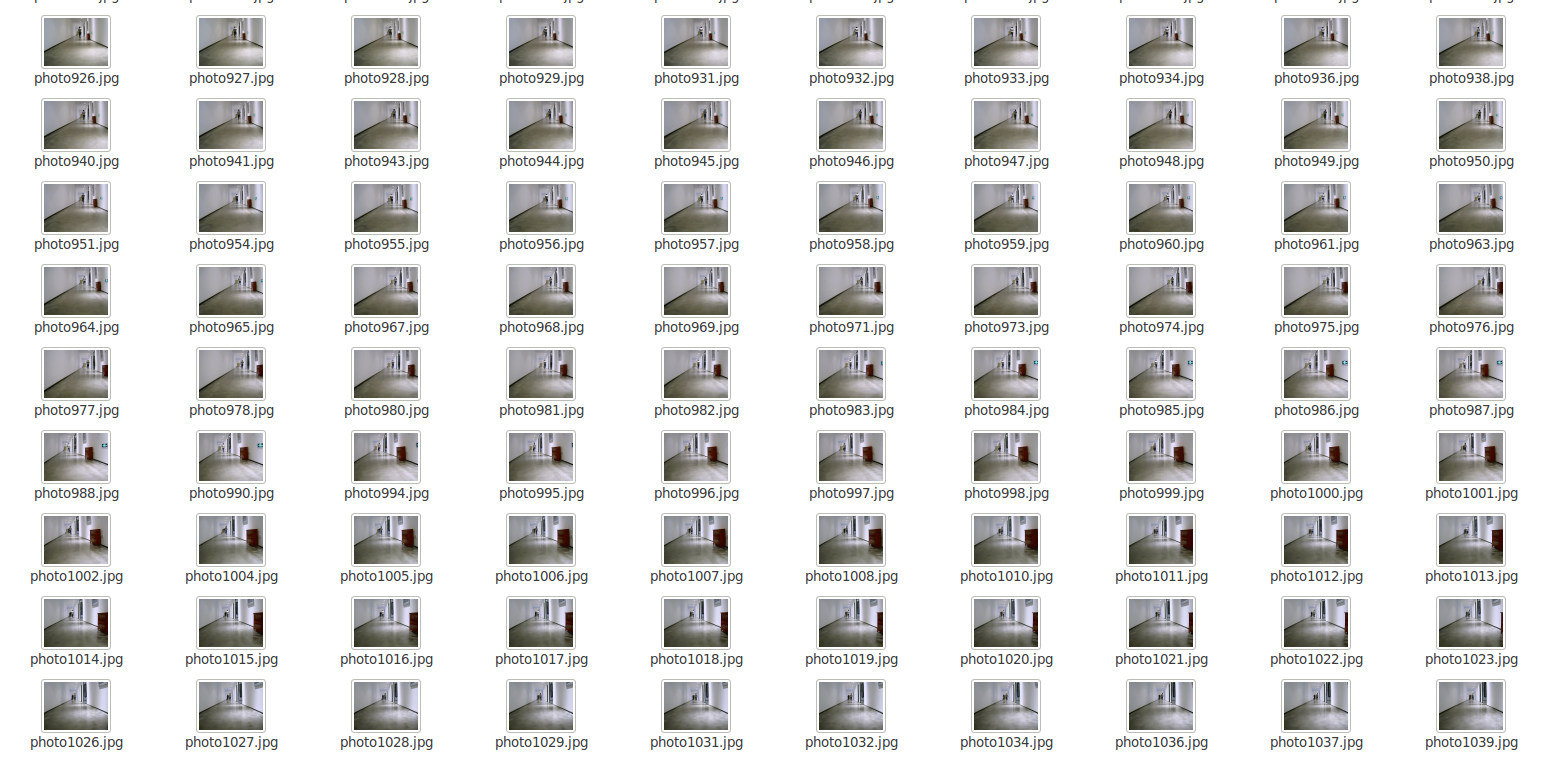 photo926.jpg photo927.jpg photo928.jpg photo929.jpg photo931.jpg photo932.jpg photo933.jpg photo934.jpg photo936.jpg photo938.jpg
photo940.jpg photo941.jpg photo943.jpg photo944.jpg photo945.jpg photo946.jpg photo947.jpg photo948.jpg photo949.jpg photo950.jpg
photo951.jpg photo954.jpg photo955.jpg photo956.jpg photo957.jpg photo958.jpg photo959.jpg photo960.jpg photo961.jpg photo963.jpg
photo964.jpg photo965.jpg photo967.jpg photo968.jpg photo969.jpg photo971.jpg photo973.jpg photo974.jpg photo975.jpg photo976.jpg
photo977.jpg photo978.jpg photo980.jpg photo981.jpg photo982.jpg photo983.jpg photo984.jpg photo985.jpg photo986.jpg photo987.jpg
photo988.jpg photo990.jpg photo994.jpg photo995.jpg photo996.jpg photo997.jpg photo998.jpg photo999.jpg photo1000.jpg photo1001.jpg
photo1002.jpg photo1004.jpg photo1005.jpg photo1006.jpg photo1007.jpg photo1008.jpg photo1010.jpg photo1011.jpg photo1012.jpg photo1013.jpg
photo1014.jpg photo1015.jpg photo1016.jpg photo1017.jpg photo1018.jpg photo1019.jpg photo1020.jpg photo1021.jpg photo1022.jpg photo1023.jpg
photo1026.jpg photo1027.jpg photo1028.jpg photo1029.jpg photo1031.jpg photo1032.jpg photo1034.jpg photo1036.jpg photo1037.jpg photo1039.jpg